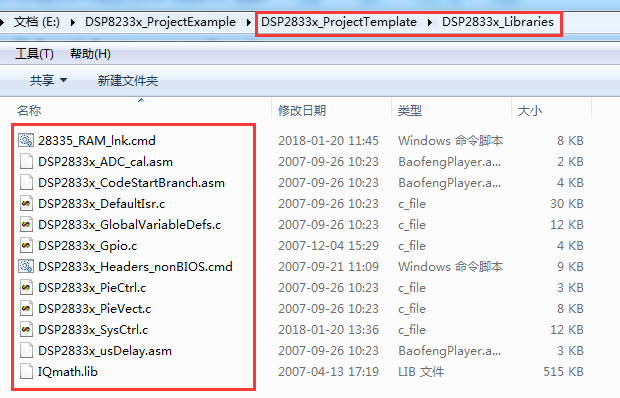 文档 (E:) DSP8233x_ProjectExample DSP2833x_ProjectTemplate DSP2833x_Libraries
工具(T) 帮助(H)
共享 新建文件夹
名称 修改日期 类型 大小
28335_RAM_lnk.cmd 2018-01-20 11:45 Windows 命令脚本 8 KB
DSP2833x_ADC_cal.asm 2007-09-26 10:23 BaofengPlayer.a... 2 KB
DSP2833x_CodeStartBranch.asm 2007-09-26 10:23 BaofengPlayer.a... 4 KB
DSP2833x_DefaultIsr.c 2007-09-26 10:23 c_file 30 KB
DSP2833x_GlobalVariableDefs.c 2007-09-26 10:23 c_file 12 KB
DSP2833x_Gpio.c 2007-12-04 15:29 c_file 4 KB
DSP2833x_Headers_nonBIOS.cmd 2007-09-21 11:09 Windows 命令脚本 9 KB
DSP2833x_PieCtrl.c 2007-09-26 10:23 c_file 3 KB
DSP2833x_PieVect.c 2007-09-26 10:23 c_file 8 KB
DSP2833x_SysCtrl.c 2018-01-20 13:36 c_file 12 KB
DSP2833x_usDelay.asm 2007-09-26 10:23 BaofengPlayer.a... 3 KB
IQmath.lib 2007-04-13 17:19 LIB 文件 515 KB